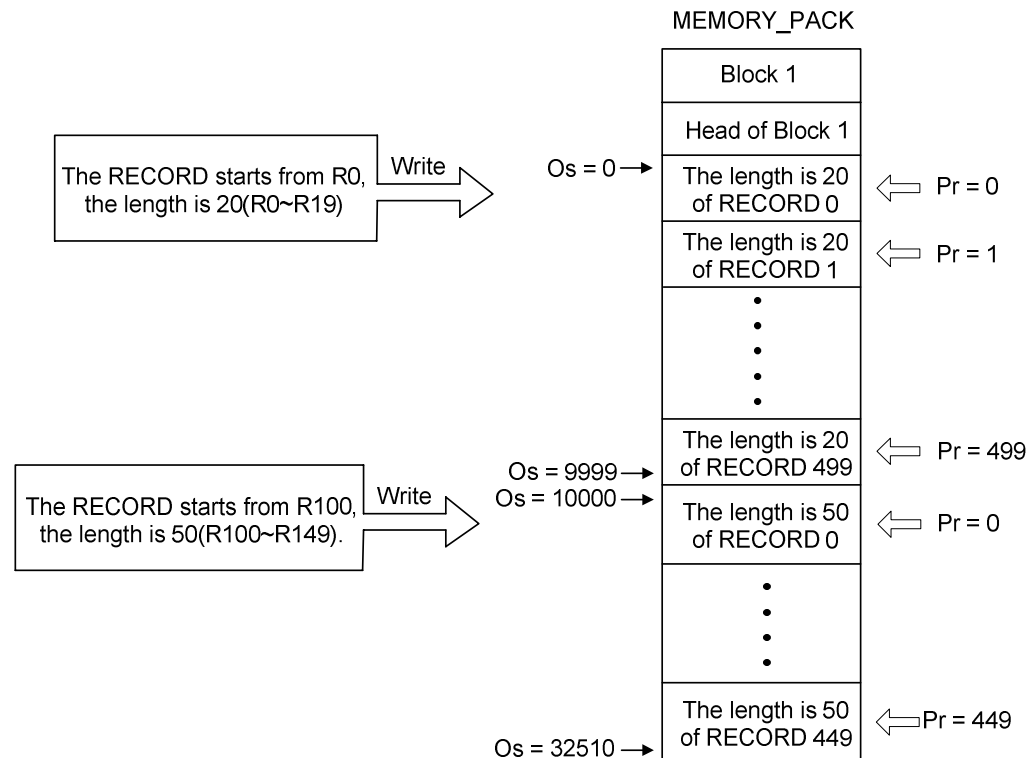 MEMORY_PACK
Block 1
Head of Block 1
The RECORD starts from R0,
the length is 20(R0~R19)
Write
Os = 0
The length is 20
of RECORD 0
Pr = 0
The length is 20
of RECORD 1
Pr = 1
The length is 20
of RECORD 499
Pr = 499
Os = 9999
Os = 10000
The RECORD starts from R100,
the length is 50(R100~R149).
Write
The length is 50
of RECORD 0
Pr = 0
The length is 50
of RECORD 449
Pr = 449
Os = 32510